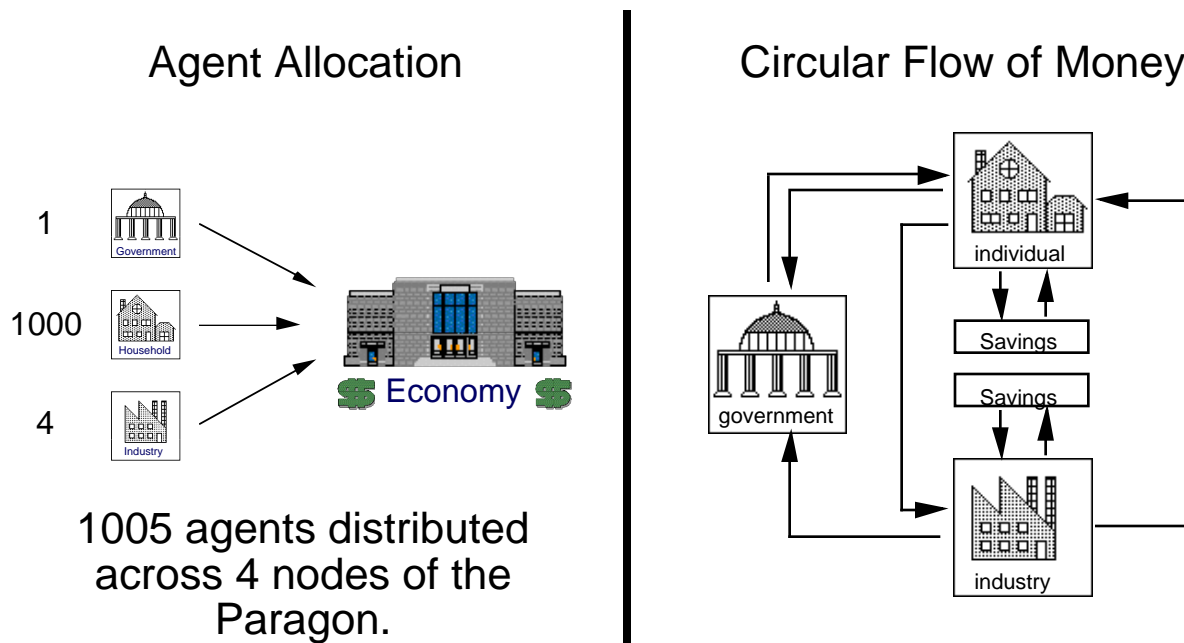 Agent Allocation
1
Government
1000
Household
4
Industry
$ Economy $
1005 agents distributed
across 4 nodes of the
Paragon.
Circular Flow of Money
individual
Savings
Savings
government
industry